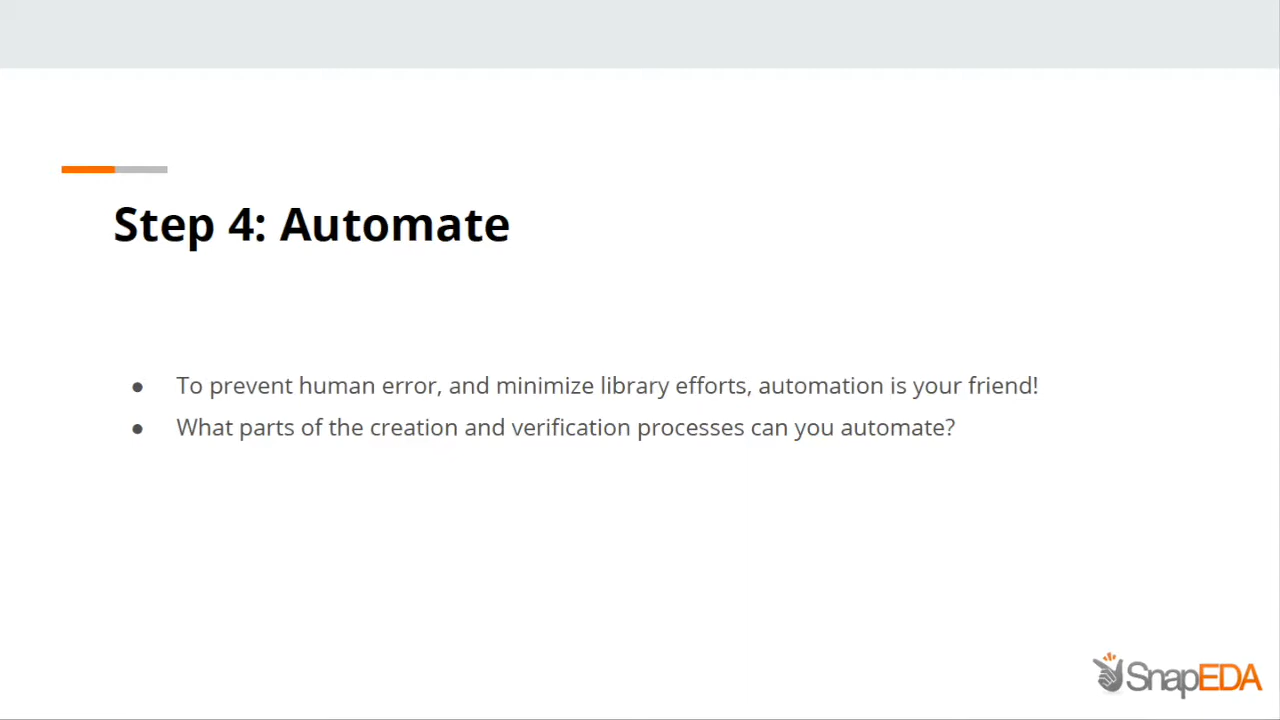 Step 4: Automate
● To prevent human error, and minimize library efforts, automation is your friend!
● What parts of the creation and verification processes can you automate?
SnapEDA